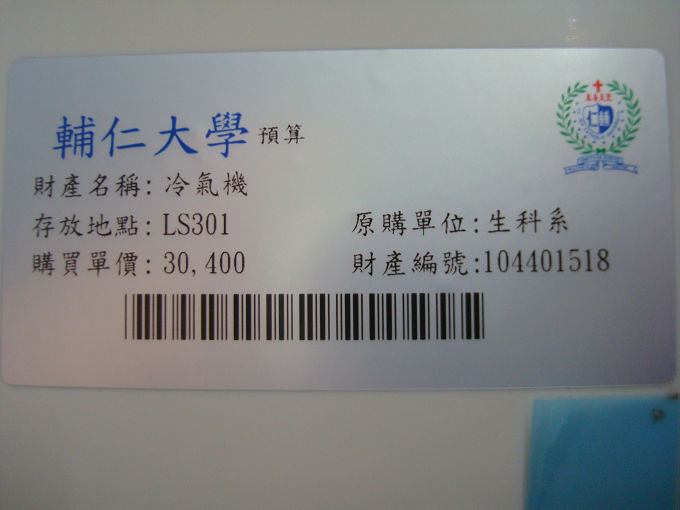 輔仁大學 預算
財產名稱: 冷氣機
存放地點: LS301 原購單位: 生科系
購買單價: 30,400 財產編號:104401518